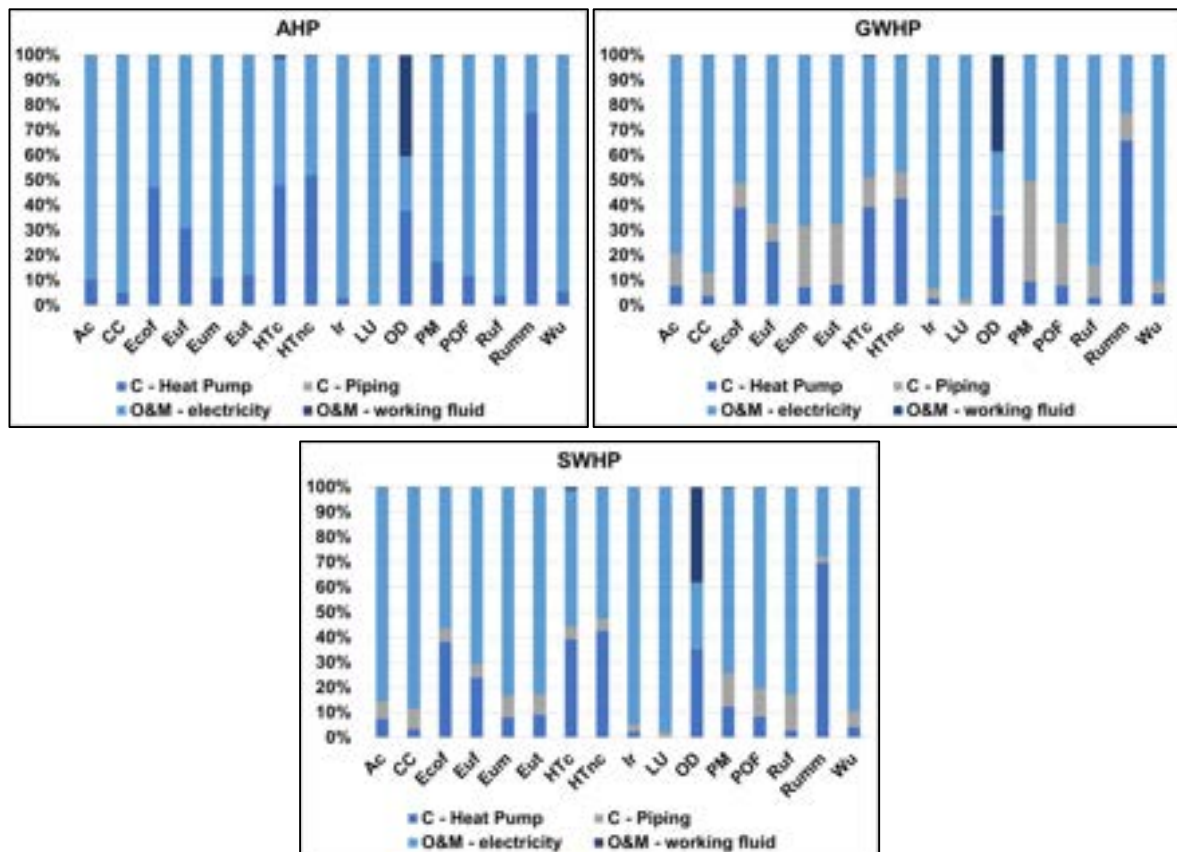 AHP
100%
90%
80%
70%
60%
50%
40%
30%
20%
10%
0%
Ac CC Ecof Euf Eum Eut HTc HTnc Ir LU OD PM POF Ruf Rumm Wu
C - Heat Pump C - Piping
O&M - electricity O&M - working fluid
GWHP
100%
90%
80%
70%
60%
50%
40%
30%
20%
10%
0%
Ac CC Ecof Euf Eum Eut HTc HTnc Ir LU OD PM POF Ruf Rumm Wu
C - Heat Pump C - Piping
O&M - electricity O&M - working fluid
SWHP
100%
90%
80%
70%
60%
50%
40%
30%
20%
10%
0%
Ac CC Ecof Euf Eum Eut HTc HTnc Ir LU OD PM POF Ruf Rumm Wu
C - Heat Pump C - Piping
O&M - electricity O&M - working fluid